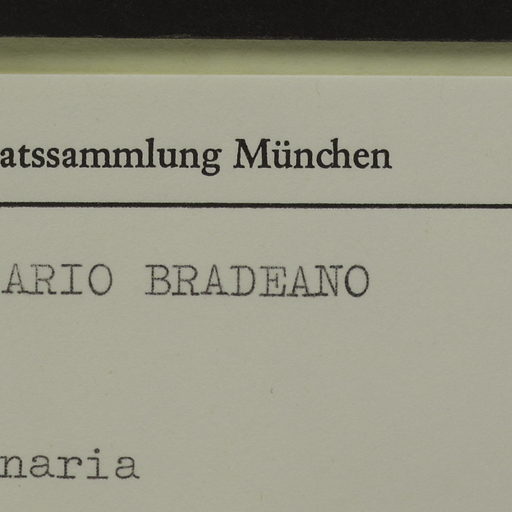 atssammlung München
ARIO BRADEANO
naria